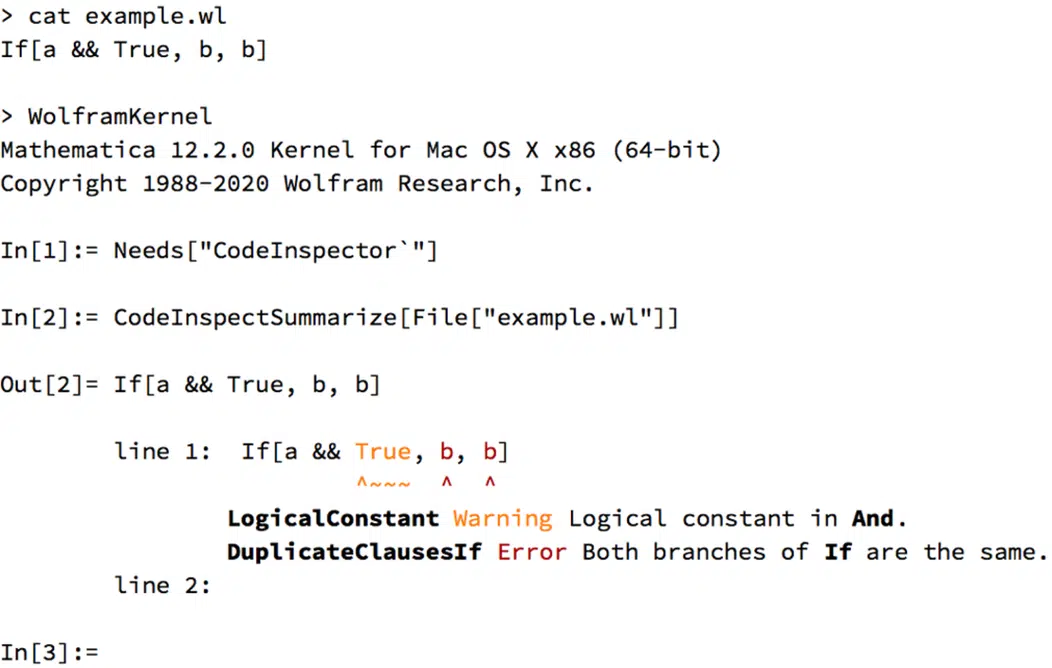 > cat example.wl
If[a && True, b, b]
> WolframKernel
Mathematica 12.2.0 Kernel for Mac OS X x86 (64-bit)
Copyright 1988-2020 Wolfram Research, Inc.
In[1]:= Needs["CodeInspector`"]
In[2]:= CodeInspectSummarize[File["example.wl"]]
Out[2]= If[a && True, b, b]
line 1:  If[a && True, b, b]
^~~~  ^  ^
LogicalConstant Warning Logical constant in And.
DuplicateClausesIf Error Both branches of If are the same.
line 2:
In[3]:=